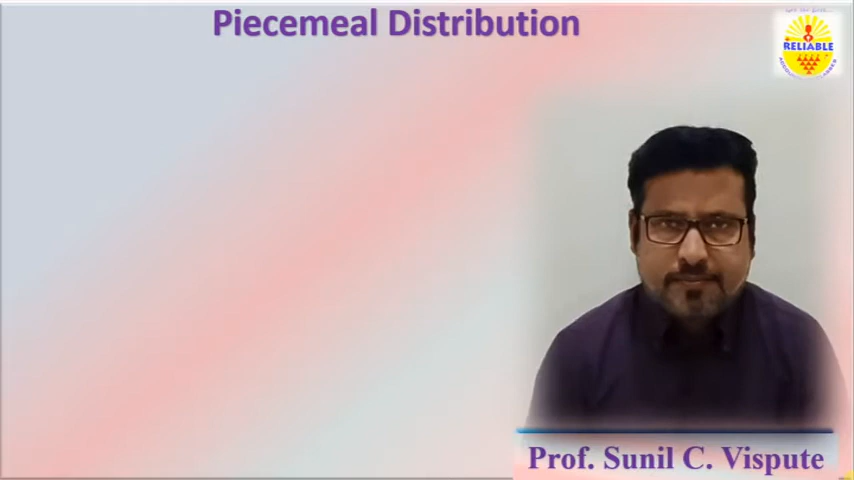 Piecemeal Distribution
RELIABLE
Prof. Sunil C. Vispute